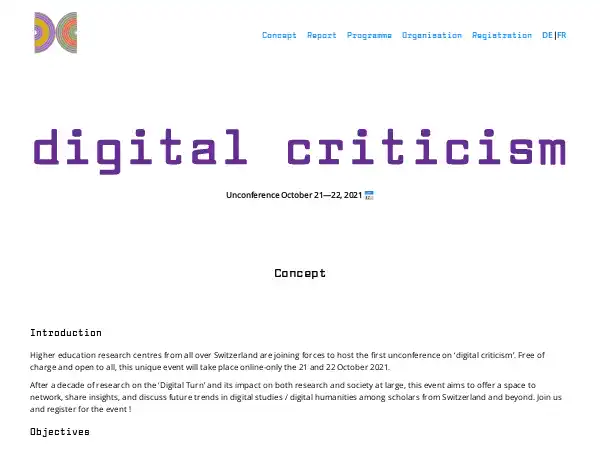 Concept Report Programme Organisation Registration DE|FR
digital criticism
Unconference October 21—22, 2021
Concept
Introduction
Higher education research centres from all over Switzerland are joining forces to host the first unconference on 'digital criticism'. Free of
charge and open to all, this unique event will take place online-only the 21 and 22 October 2021.
After a decade of research on the 'Digital Turn' and its impact on both research and society at large, this event aims to offer a space to
network, share insights, and discuss future trends in digital studies / digital humanities among scholars from Switzerland and beyond. Join us
and register for the event !
Objectives